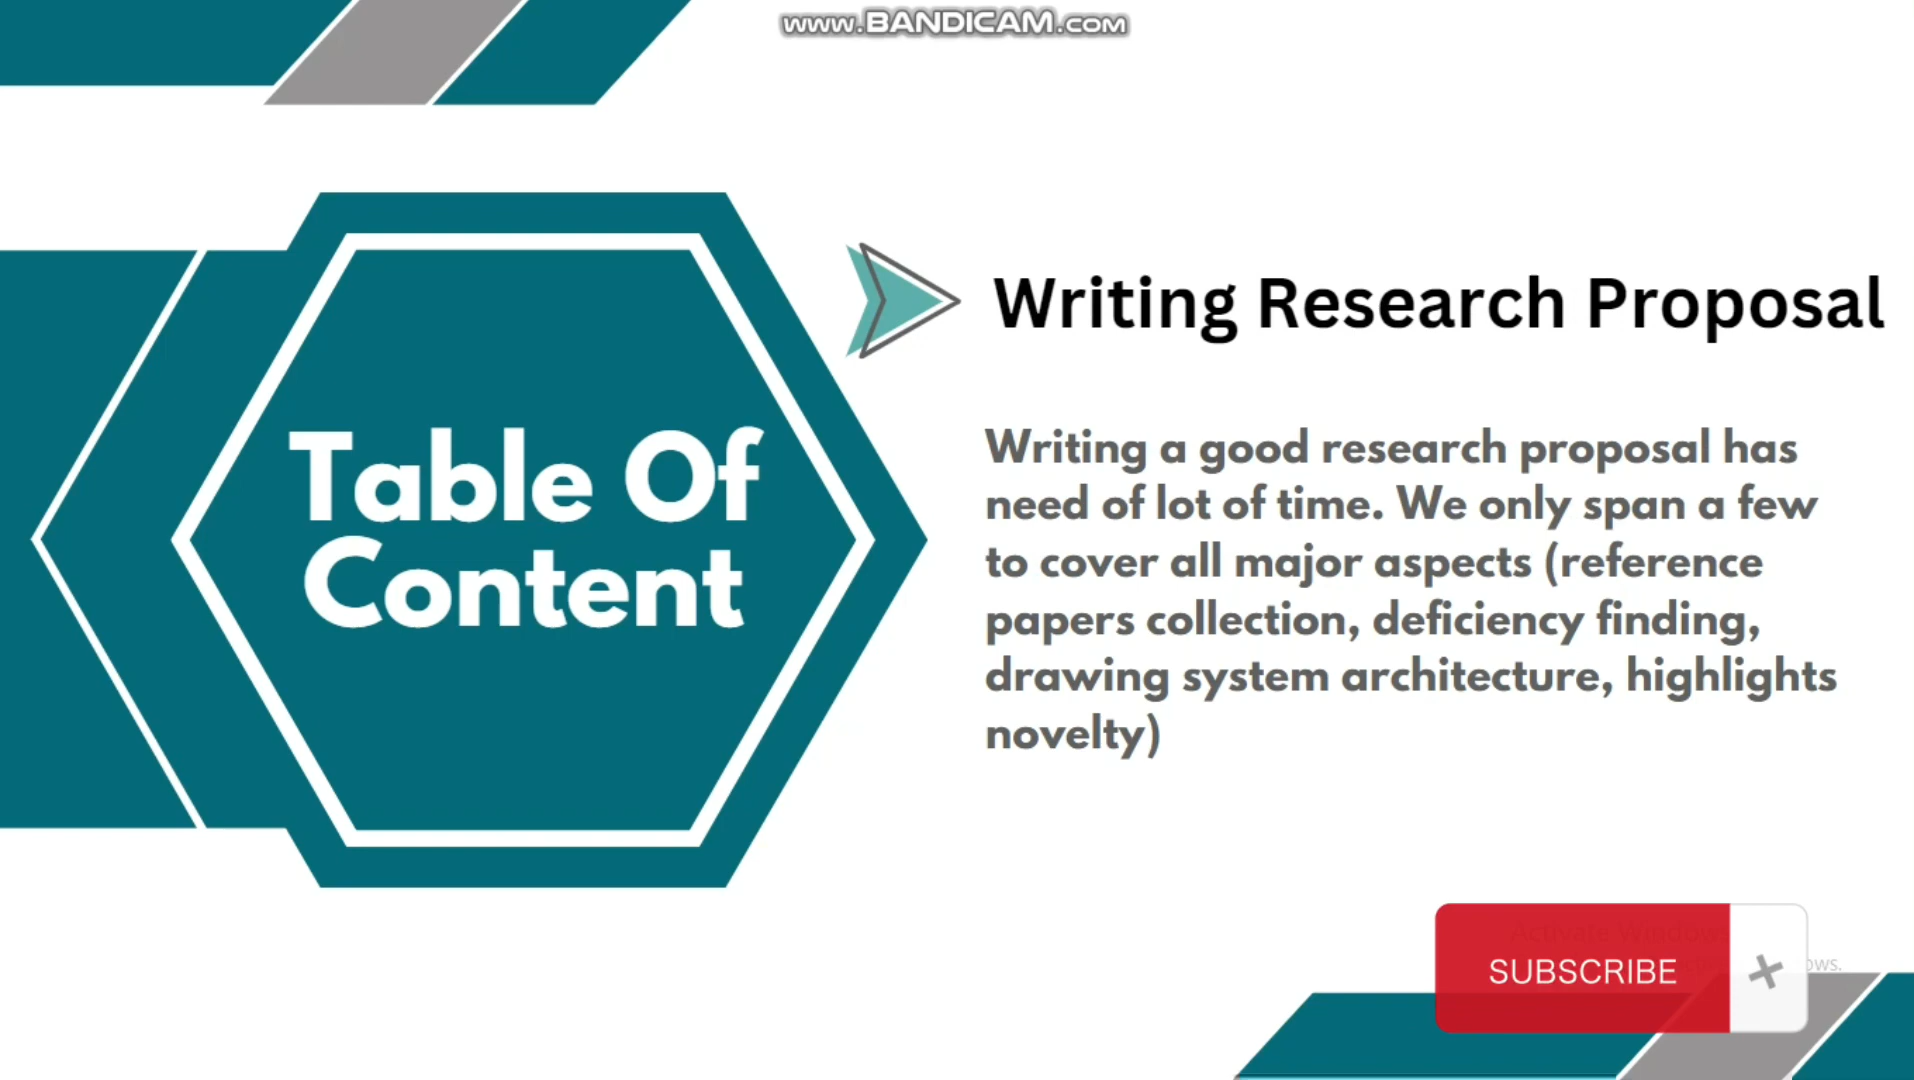 www.BANDICAM.com
Table Of
Content
Writing Research Proposal
Writing a good research proposal has
need of lot of time. We only span a few
to cover all major aspects (reference
papers collection, deficiency finding,
drawing system architecture, highlights
novelty)
Activate Windows
SUBSCRIBE